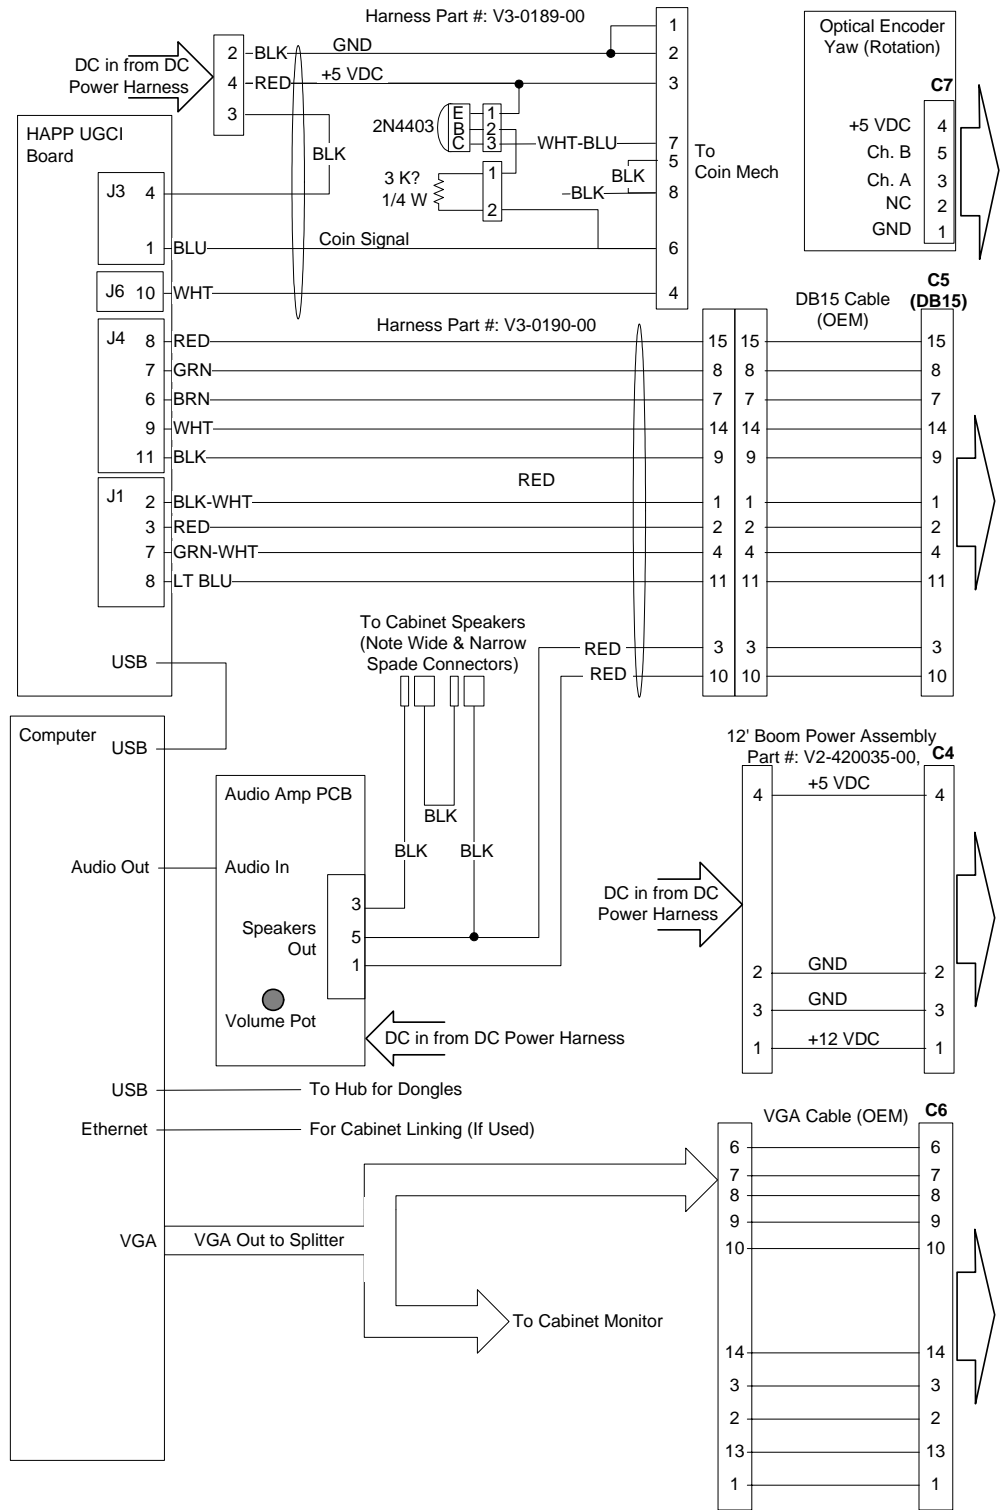 Harness Part #: V3-0189-00
DC in from DC
Power Harness
2 BLK GND 1
2
4 RED +5 VDC 3
3
BLK
2N4403
E 1
B 2
C 3
WHT-BLU 7
5
BLK
BLK 8
To
Coin Mech
3 K?
1/4 W
1
2
HAPP UGCI
Board
J3 4
1 BLU Coin Signal 6
J6 10 WHT 4
Optical Encoder
Yaw (Rotation)
C7
+5 VDC 4
Ch. B 5
Ch. A 3
NC 2
GND 1
Harness Part #: V3-0190-00
DB15 Cable
(OEM)
C5
(DB15)
J4 8 RED 15 15 15
7 GRN 8 8 8
6 BRN 7 7 7
9 WHT 14 14 14
11 BLK 9 9 9
RED
J1 2 BLK-WHT 1 1 1
3 RED 2 2 2
7 GRN-WHT 4 4 4
8 LT BLU 11 11 11
To Cabinet Speakers
(Note Wide & Narrow
Spade Connectors)
RED 3 3 3
RED 10 10 10
USB
Computer
USB
Audio Amp PCB
BLK
BLK BLK
Audio Out
Audio In
Speakers
Out
3
5
1
Volume Pot
DC in from DC Power Harness
12' Boom Power Assembly
Part #: V2-420035-00,
C4
4 +5 VDC 4
DC in from DC
Power Harness
2 GND 2
3 GND 3
1 +12 VDC 1
USB To Hub for Dongles
Ethernet For Cabinet Linking (If Used)
VGA VGA Out to Splitter
To Cabinet Monitor
VGA Cable (OEM)
C6
6 6
7 7
8 8
9 9
10 10
14 14
3 3
2 2
13 13
1 1